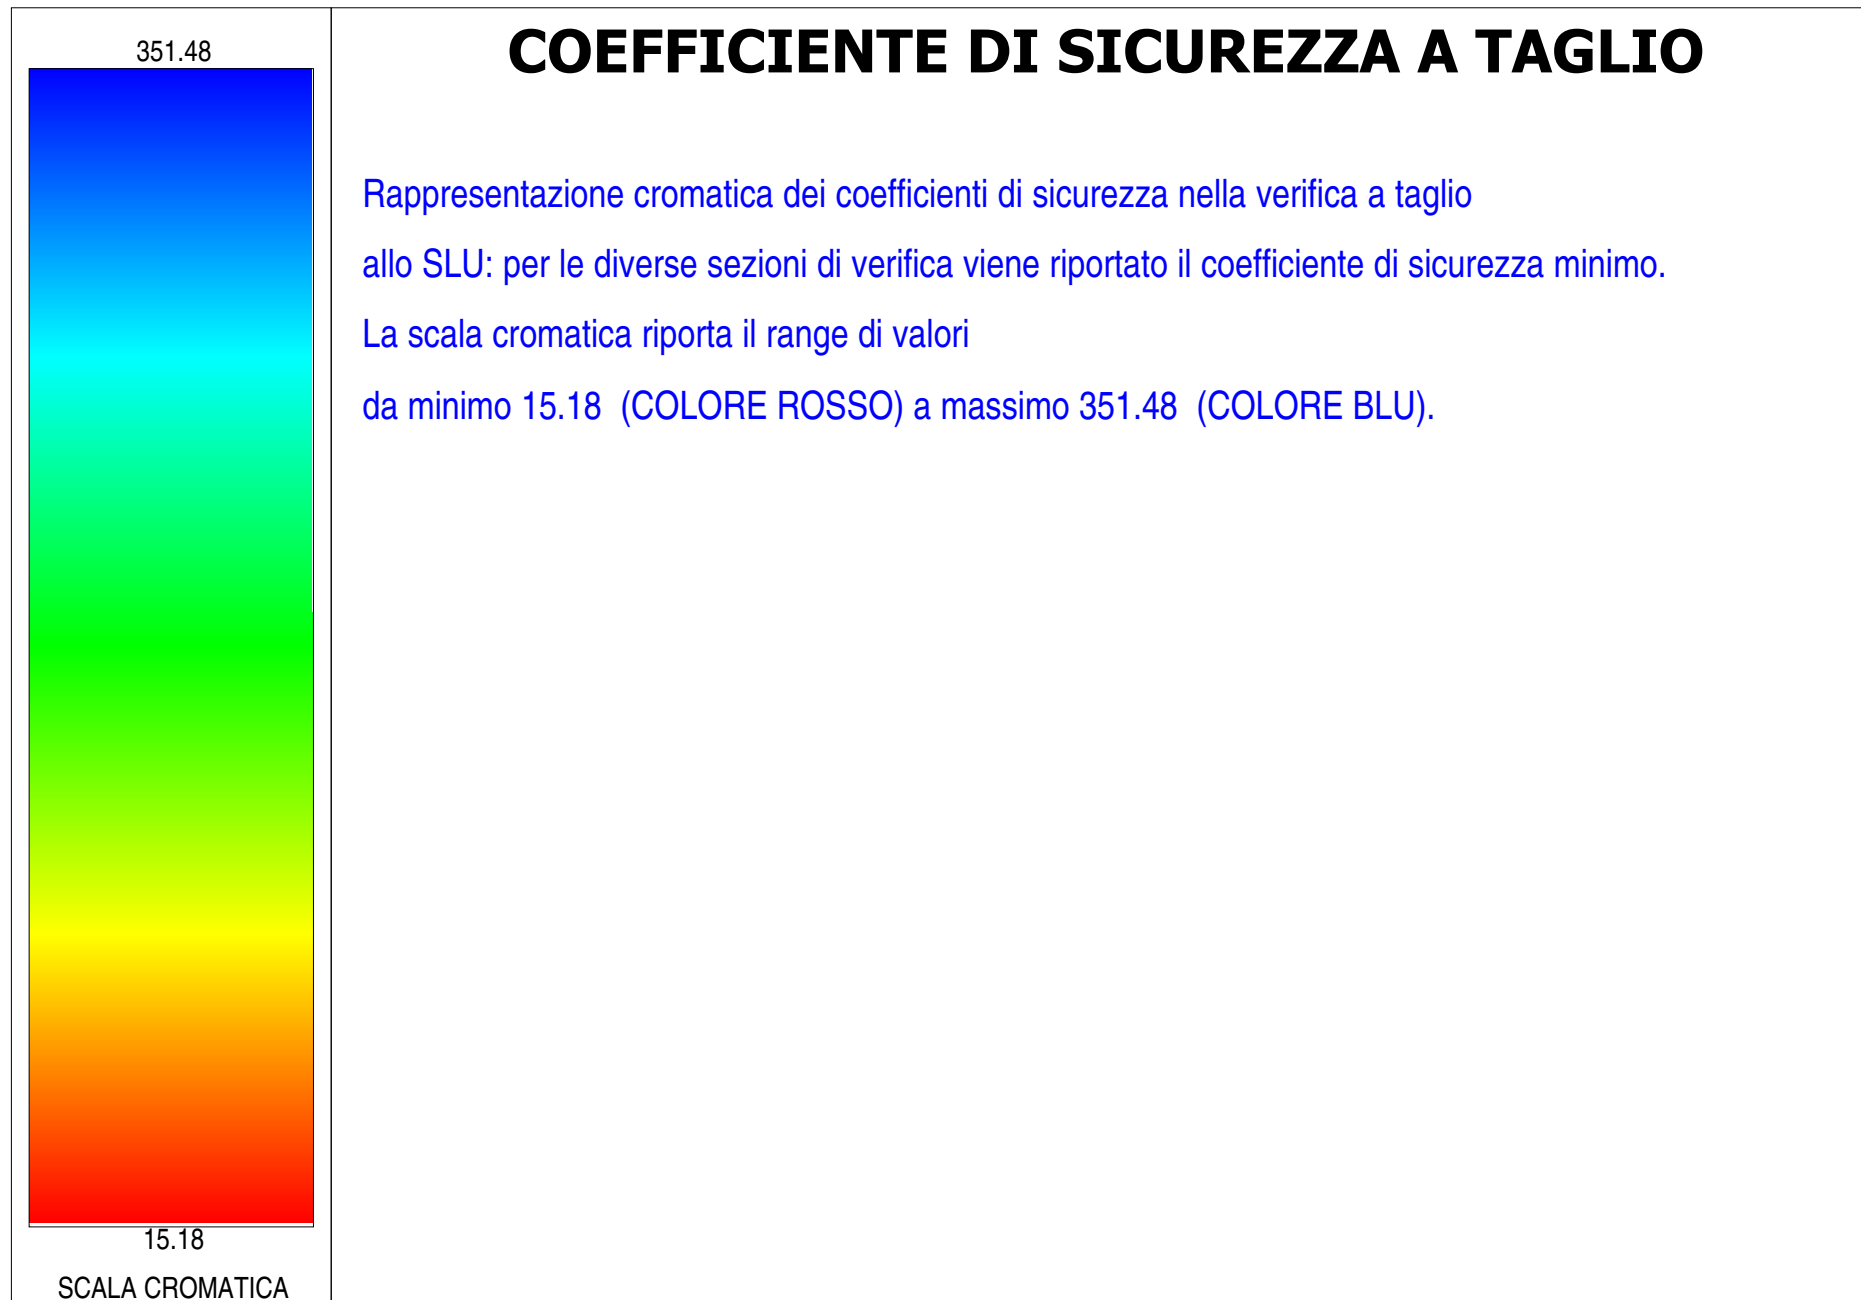 351.48
COEFFICIENTE DI SICUREZZA A TAGLIO
Rappresentazione cromatica dei coefficienti di sicurezza nella verifica a taglio
allo SLU: per le diverse sezioni di verifica viene riportato il coefficiente di sicurezza minimo.
La scala cromatica riporta il range di valori
da minimo 15.18  (COLORE ROSSO) a massimo 351.48  (COLORE BLU).
15.18
SCALA CROMATICA